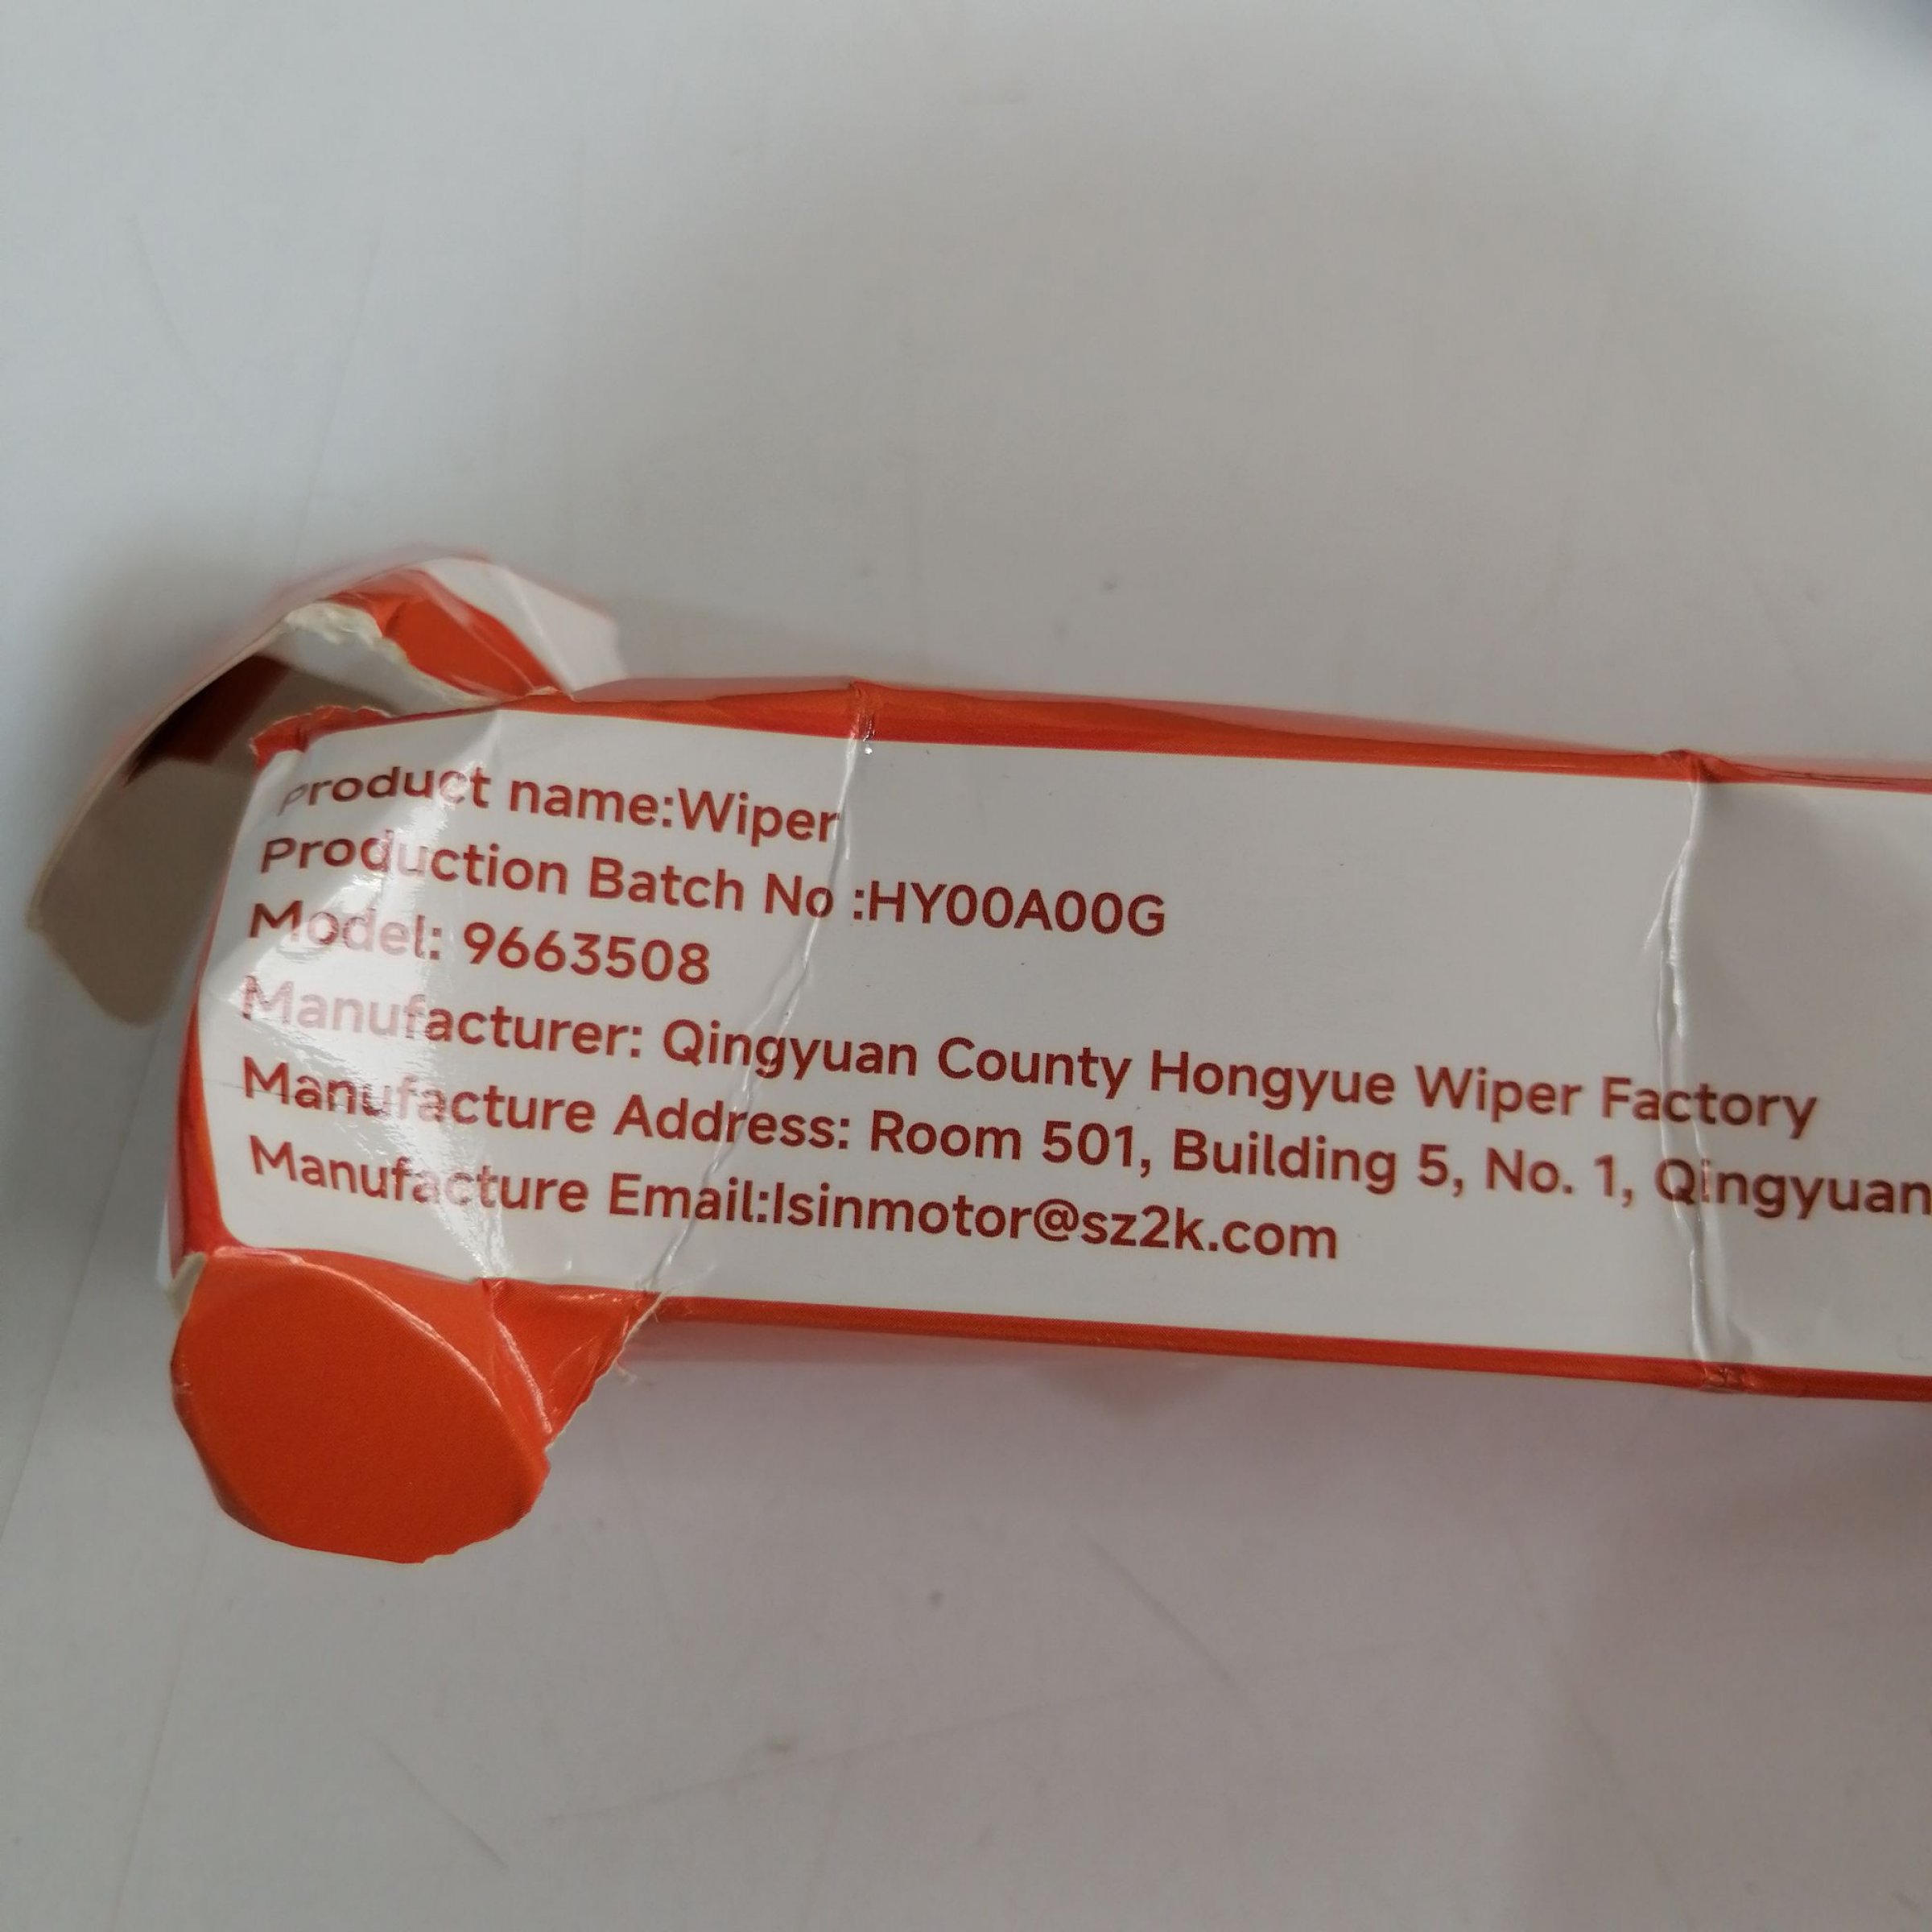 Product name:Wiper
Production Batch No :HY00A00G
Model: 9663508
Manufacturer: Qingyuan County Hongyue Wiper Factory
Manufacture Address: Room 501, Building 5, No. 1, Qingyuan
Manufacture Email:Isinmotor@sz2k.com